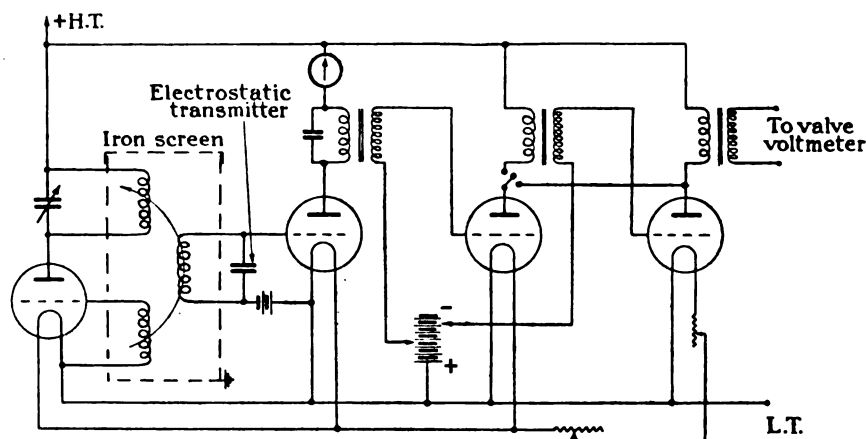 +H.T.
Electrostatic
transmitter
Iron screen
To valve
voltmeter
-
+
L.T.